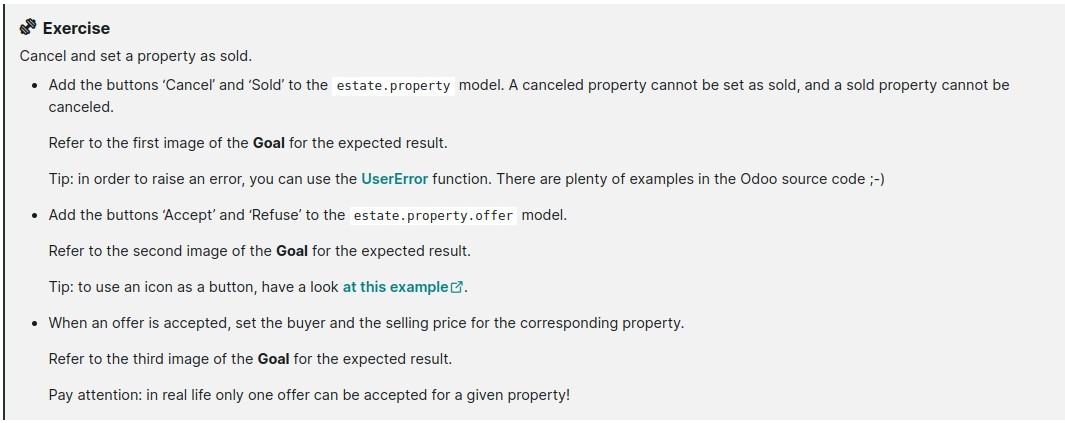 Exercise
Cancel and set a property as sold.
• Add the buttons ‘Cancel’ and ‘Sold’ to the estate.property model. A canceled property cannot be set as sold, and a sold property cannot be
canceled.
Refer to the first image of the Goal for the expected result.
Tip: in order to raise an error, you can use the UserError function. There are plenty of examples in the Odoo source code ;-)
• Add the buttons ‘Accept’ and ‘Refuse’ to the estate.property.offer model.
Refer to the second image of the Goal for the expected result.
Tip: to use an icon as a button, have a look at this example.
• When an offer is accepted, set the buyer and the selling price for the corresponding property.
Refer to the third image of the Goal for the expected result.
Pay attention: in real life only one offer can be accepted for a given property!